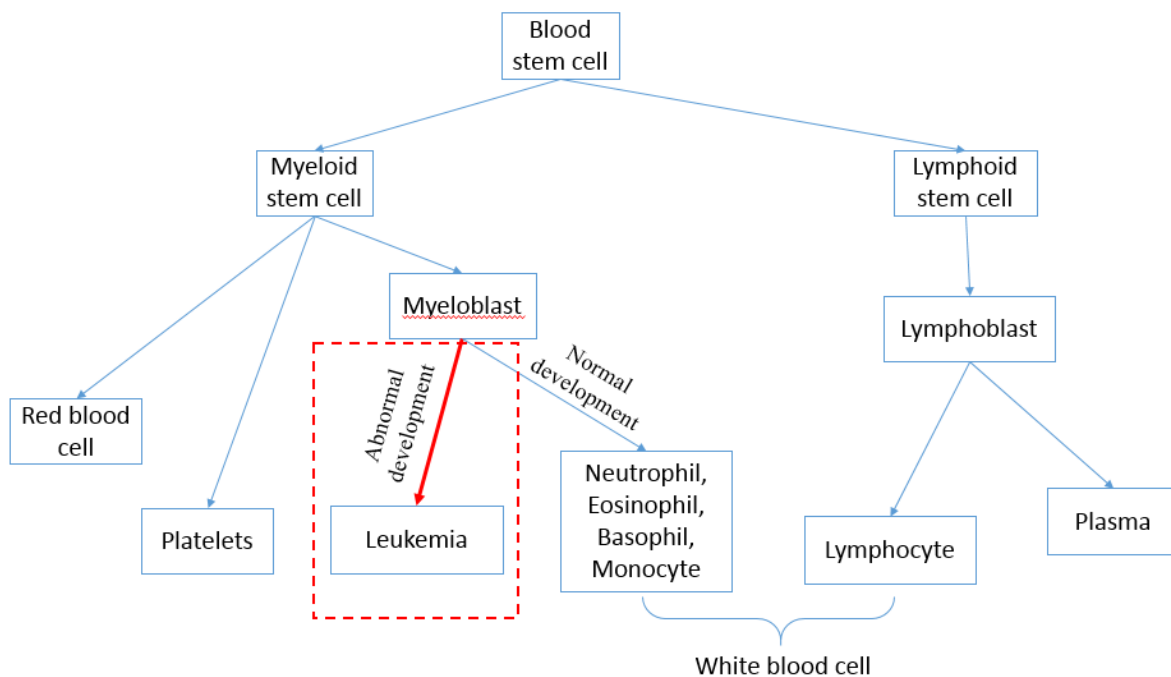 Blood
stem cell
Myeloid
stem cell
Lymphoid
stem cell
Myeloblast
Lymphoblast
Abnormal
development
Normal
development
Red blood
cell
Platelets
Leukemia
Neutrophil,
Eosinophil,
Basophil,
Monocyte
Lymphocyte
Plasma
White blood cell